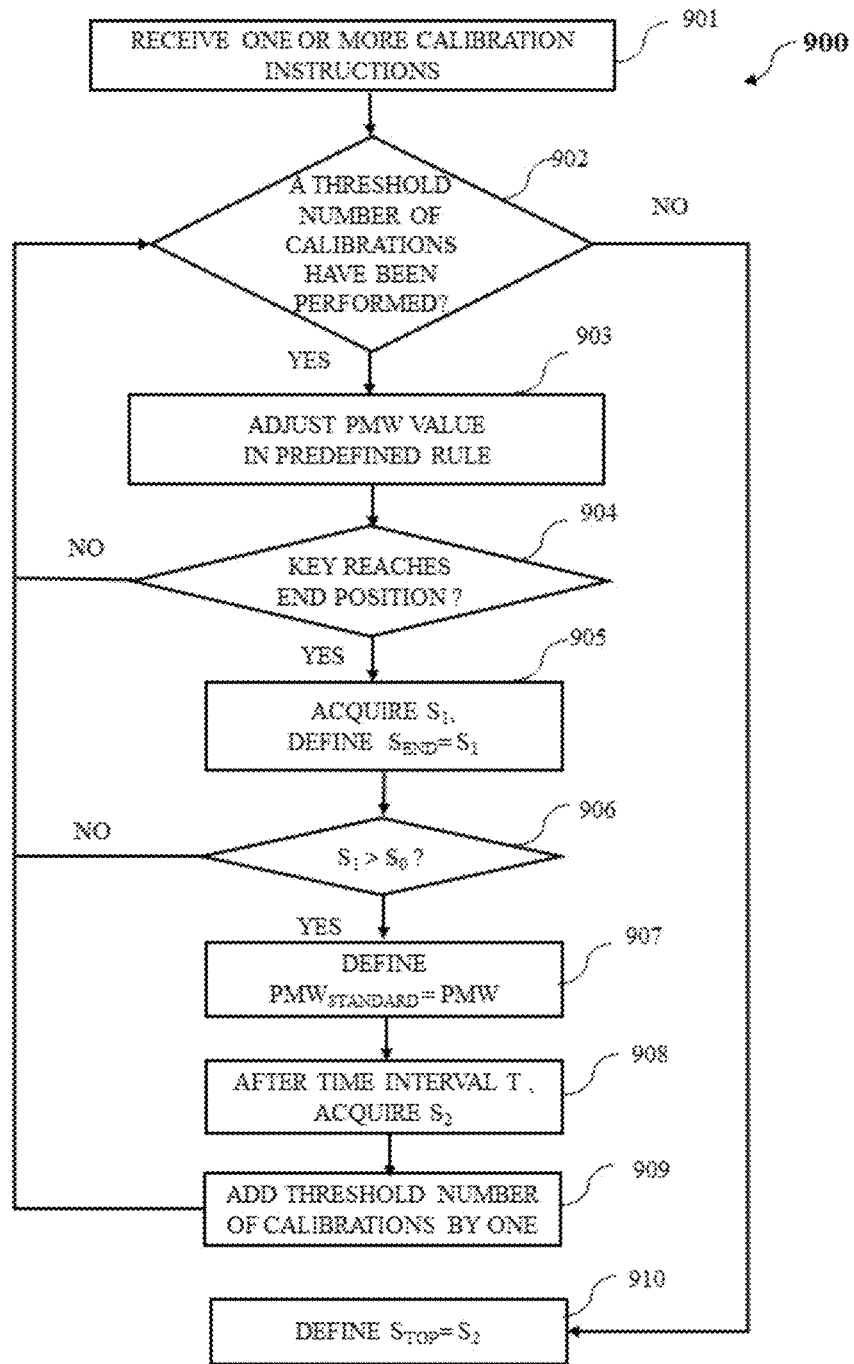 RECEIVE ONE OR MORE CALIBRATION
INSTRUCTIONS
901
900
902
A THRESHOLD
NUMBER OF
CALIBRATIONS
HAVE BEEN
PERFORMED?
NO
YES
903
ADJUST PMW VALUE
IN PREDEFINED RULE
904
NO
KEY REACHES
END POSITION ?
YES
905
ACQUIRE S₁,
DEFINE S_END=S₁
906
NO
S₁ > S₀ ?
YES
907
DEFINE
PMW_STANDARD= PMW
908
AFTER TIME INTERVAL T ,
ACQUIRE S₂
909
ADD THRESHOLD NUMBER
OF CALIBRATIONS BY ONE
910
DEFINE S_TOP=S₂